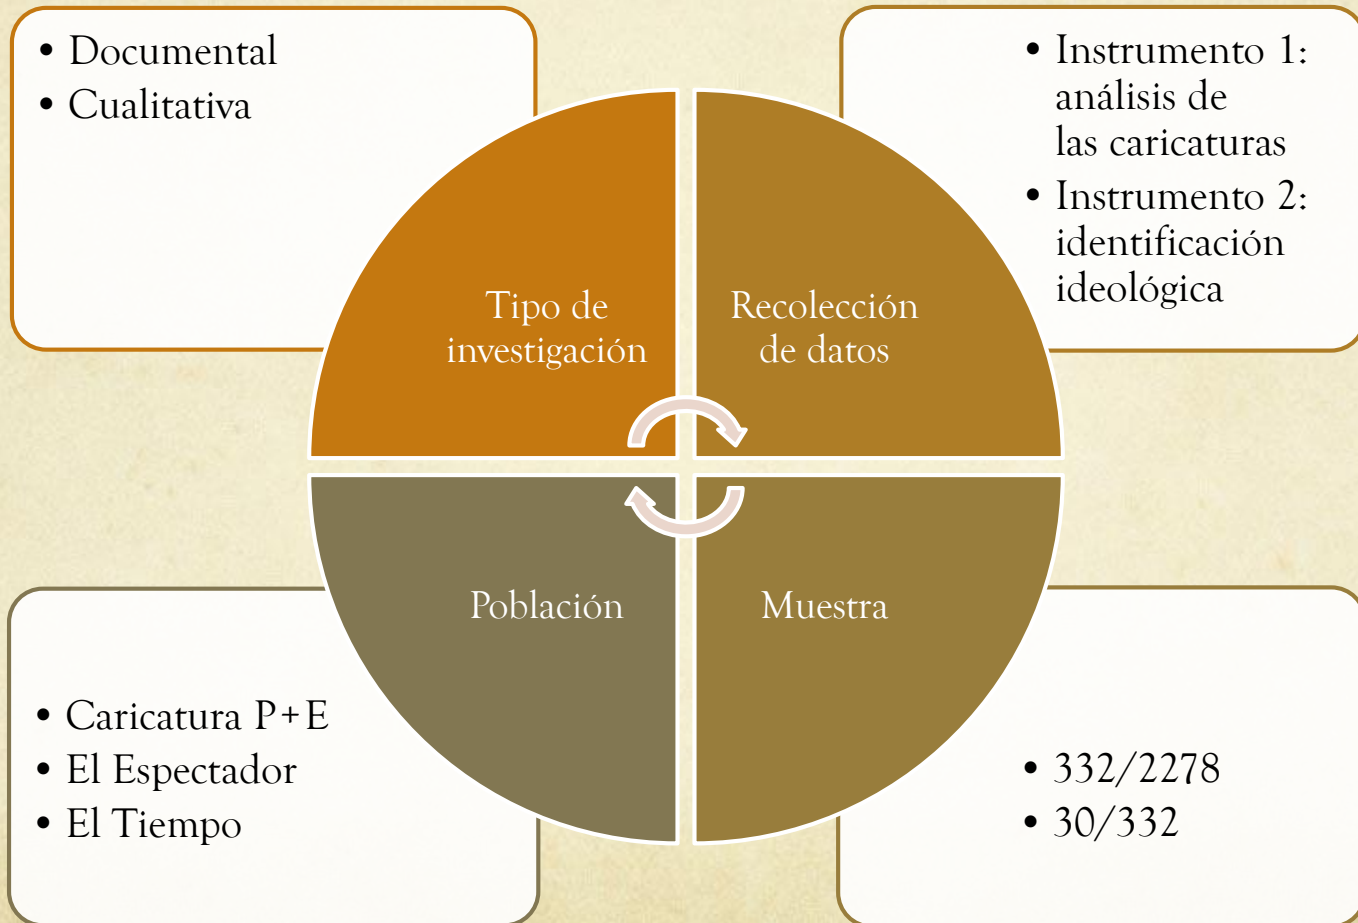 • Documental
• Cualitativa
• Instrumento 1:
análisis de
las caricaturas
• Instrumento 2:
identificación
ideológica
Tipo de
investigación
Recolección
de datos
Población
Muestra
• Caricatura P+E
• El Espectador
• El Tiempo
• 332/2278
• 30/332